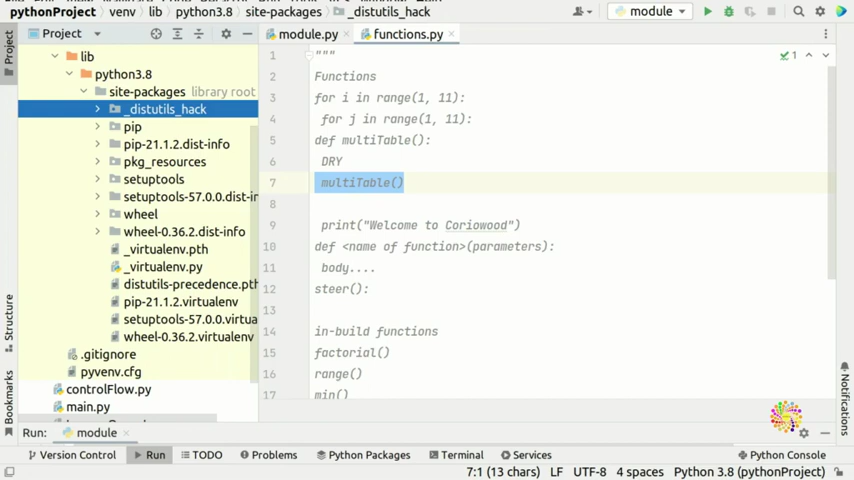 pythonProject
venv
lib
python3.8
site-packages
_distutils_hack
module
Project
module.py
functions.py
Project
lib
python3.8
site-packages library root
_distutils_hack
pip
pip-21.1.2.dist-info
pkg_resources
setuptools
setuptools-57.0.0.dist-in
wheel
wheel-0.36.2.dist-info
_virtualenv.pth
_virtualenv.py
distutils-precedence.pth
pip-21.1.2.virtualenv
setuptools-57.0.0.virtua
wheel-0.36.2.virtualenv
.gitignore
pyvenv.cfg
controlFlow.py
main.py
1 """
2 Functions
3 for i in range(1, 11):
4 for j in range(1, 11):
5 def multiTable():
6 DRY
7 multiTable()
8
9 print("Welcome to Coriowood")
10 def <name of function>(parameters):
11 body....
12 steer():
13
14 in-build functions
15 factorial()
16 range()
17 min()
1
Structure
Bookmarks
Notifications
Run: module
Version Control
Run
TODO
Problems
Python Packages
Terminal
Services
Python Console
7:1 (13 chars) LF UTF-8 4 spaces Python 3.8 (pythonProject)